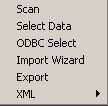 Scan
Select Data
ODBC Select
Import Wizard
Export
XML